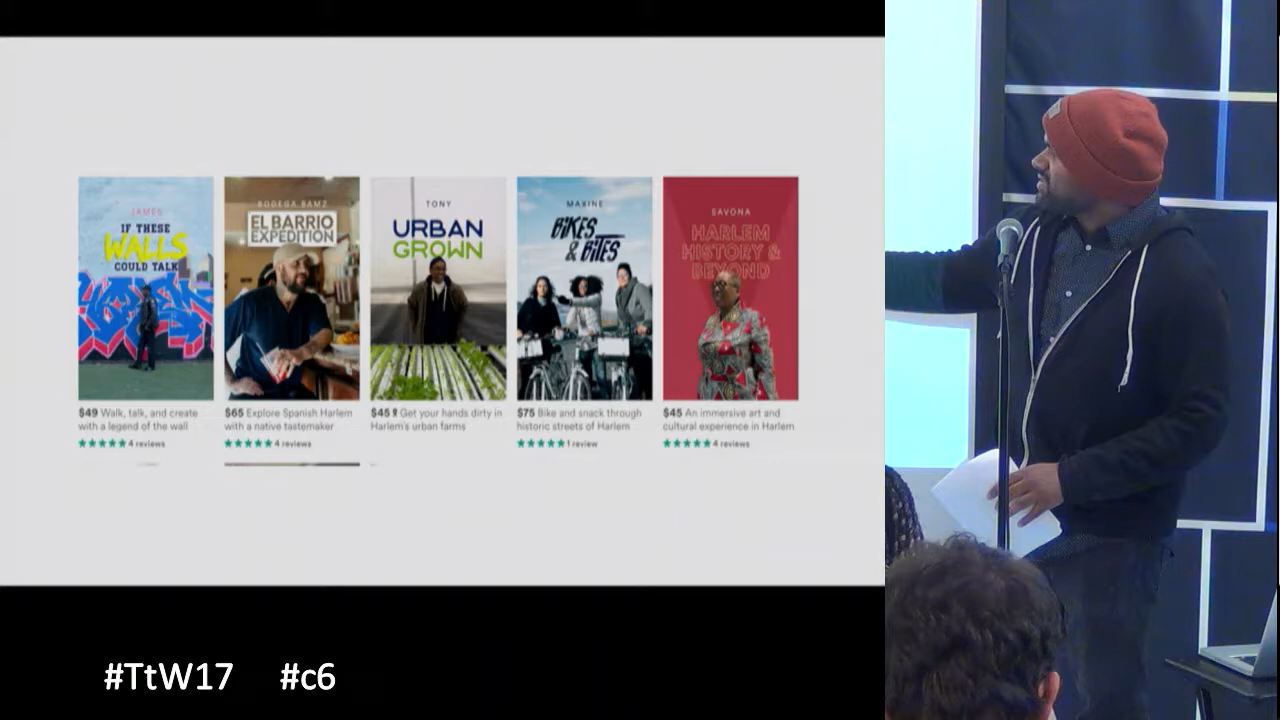 JAMES
IF THESE
WALLS
COULD TALK
$49 Walk, talk, and create
with a legend of the wall
4 reviews
BODEGA BAMZ
EL BARRIO
EXPEDITION
$65 Explore Spanish Harlem
with a native tastemaker
4 reviews
TONY
URBAN
GROWN
$45 Get your hands dirty in
Harlem's urban farms
MAXINE
BIKES
& BITES
$75 Bike and snack through
historic streets of Harlem
1 review
SAVONA
HARLEM
HISTORY &
BEYOND
$45 An immersive art and
cultural experience in Harlem
4 reviews
#TtW17 #c6